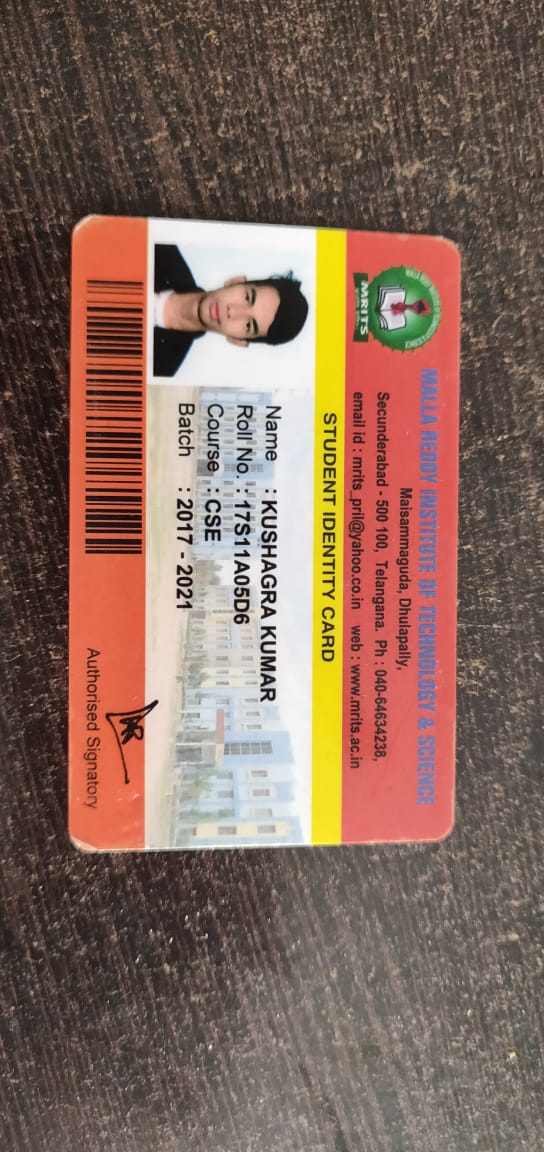 MRITS
MALLA REDDY INSTITUTE OF TECHNOLOGY & SCIENCE
Maisammaguda, Dhulapally,
Secunderabad - 500 100, Telangana. Ph : 040-64634238,
email id : mrits_pril@yahoo.co.in web : www.mrits.ac.in
STUDENT IDENTITY CARD
Name : KUSHAGRA KUMAR
Roll No. : 17S11A05D6
Course : CSE
Batch : 2017 - 2021
Authorised Signatory